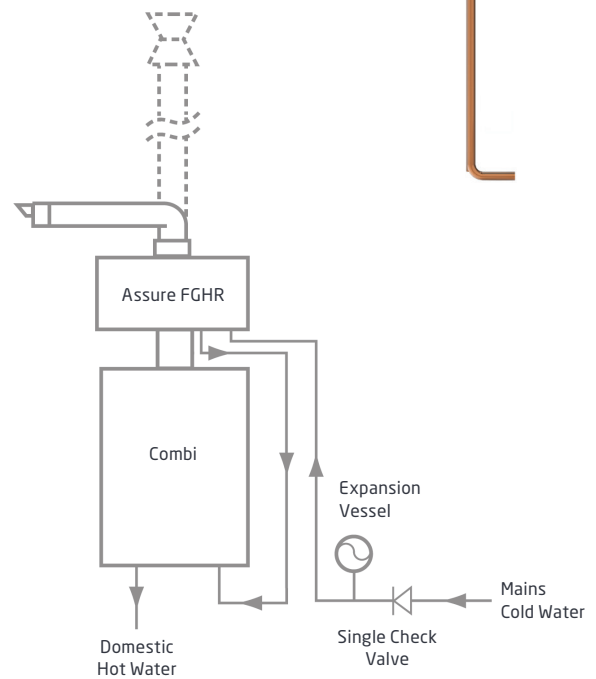 Assure FGHR
Combi
Expansion
Vessel
Mains
Cold Water
Single Check
Valve
Domestic
Hot Water